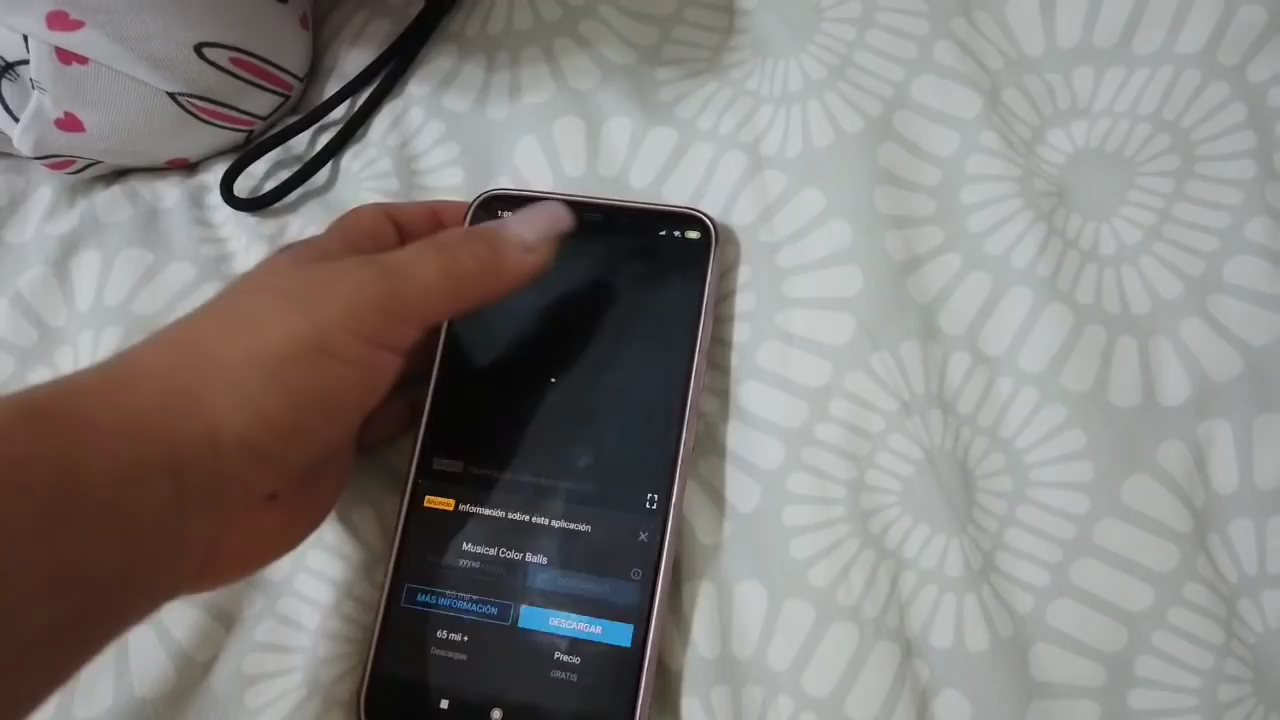 Anuncio Información sobre esta aplicación
Musical Color Balls
MÁS INFORMACIÓN
DESCARGAR
65 mil +
Descargas
Precio
GRATIS